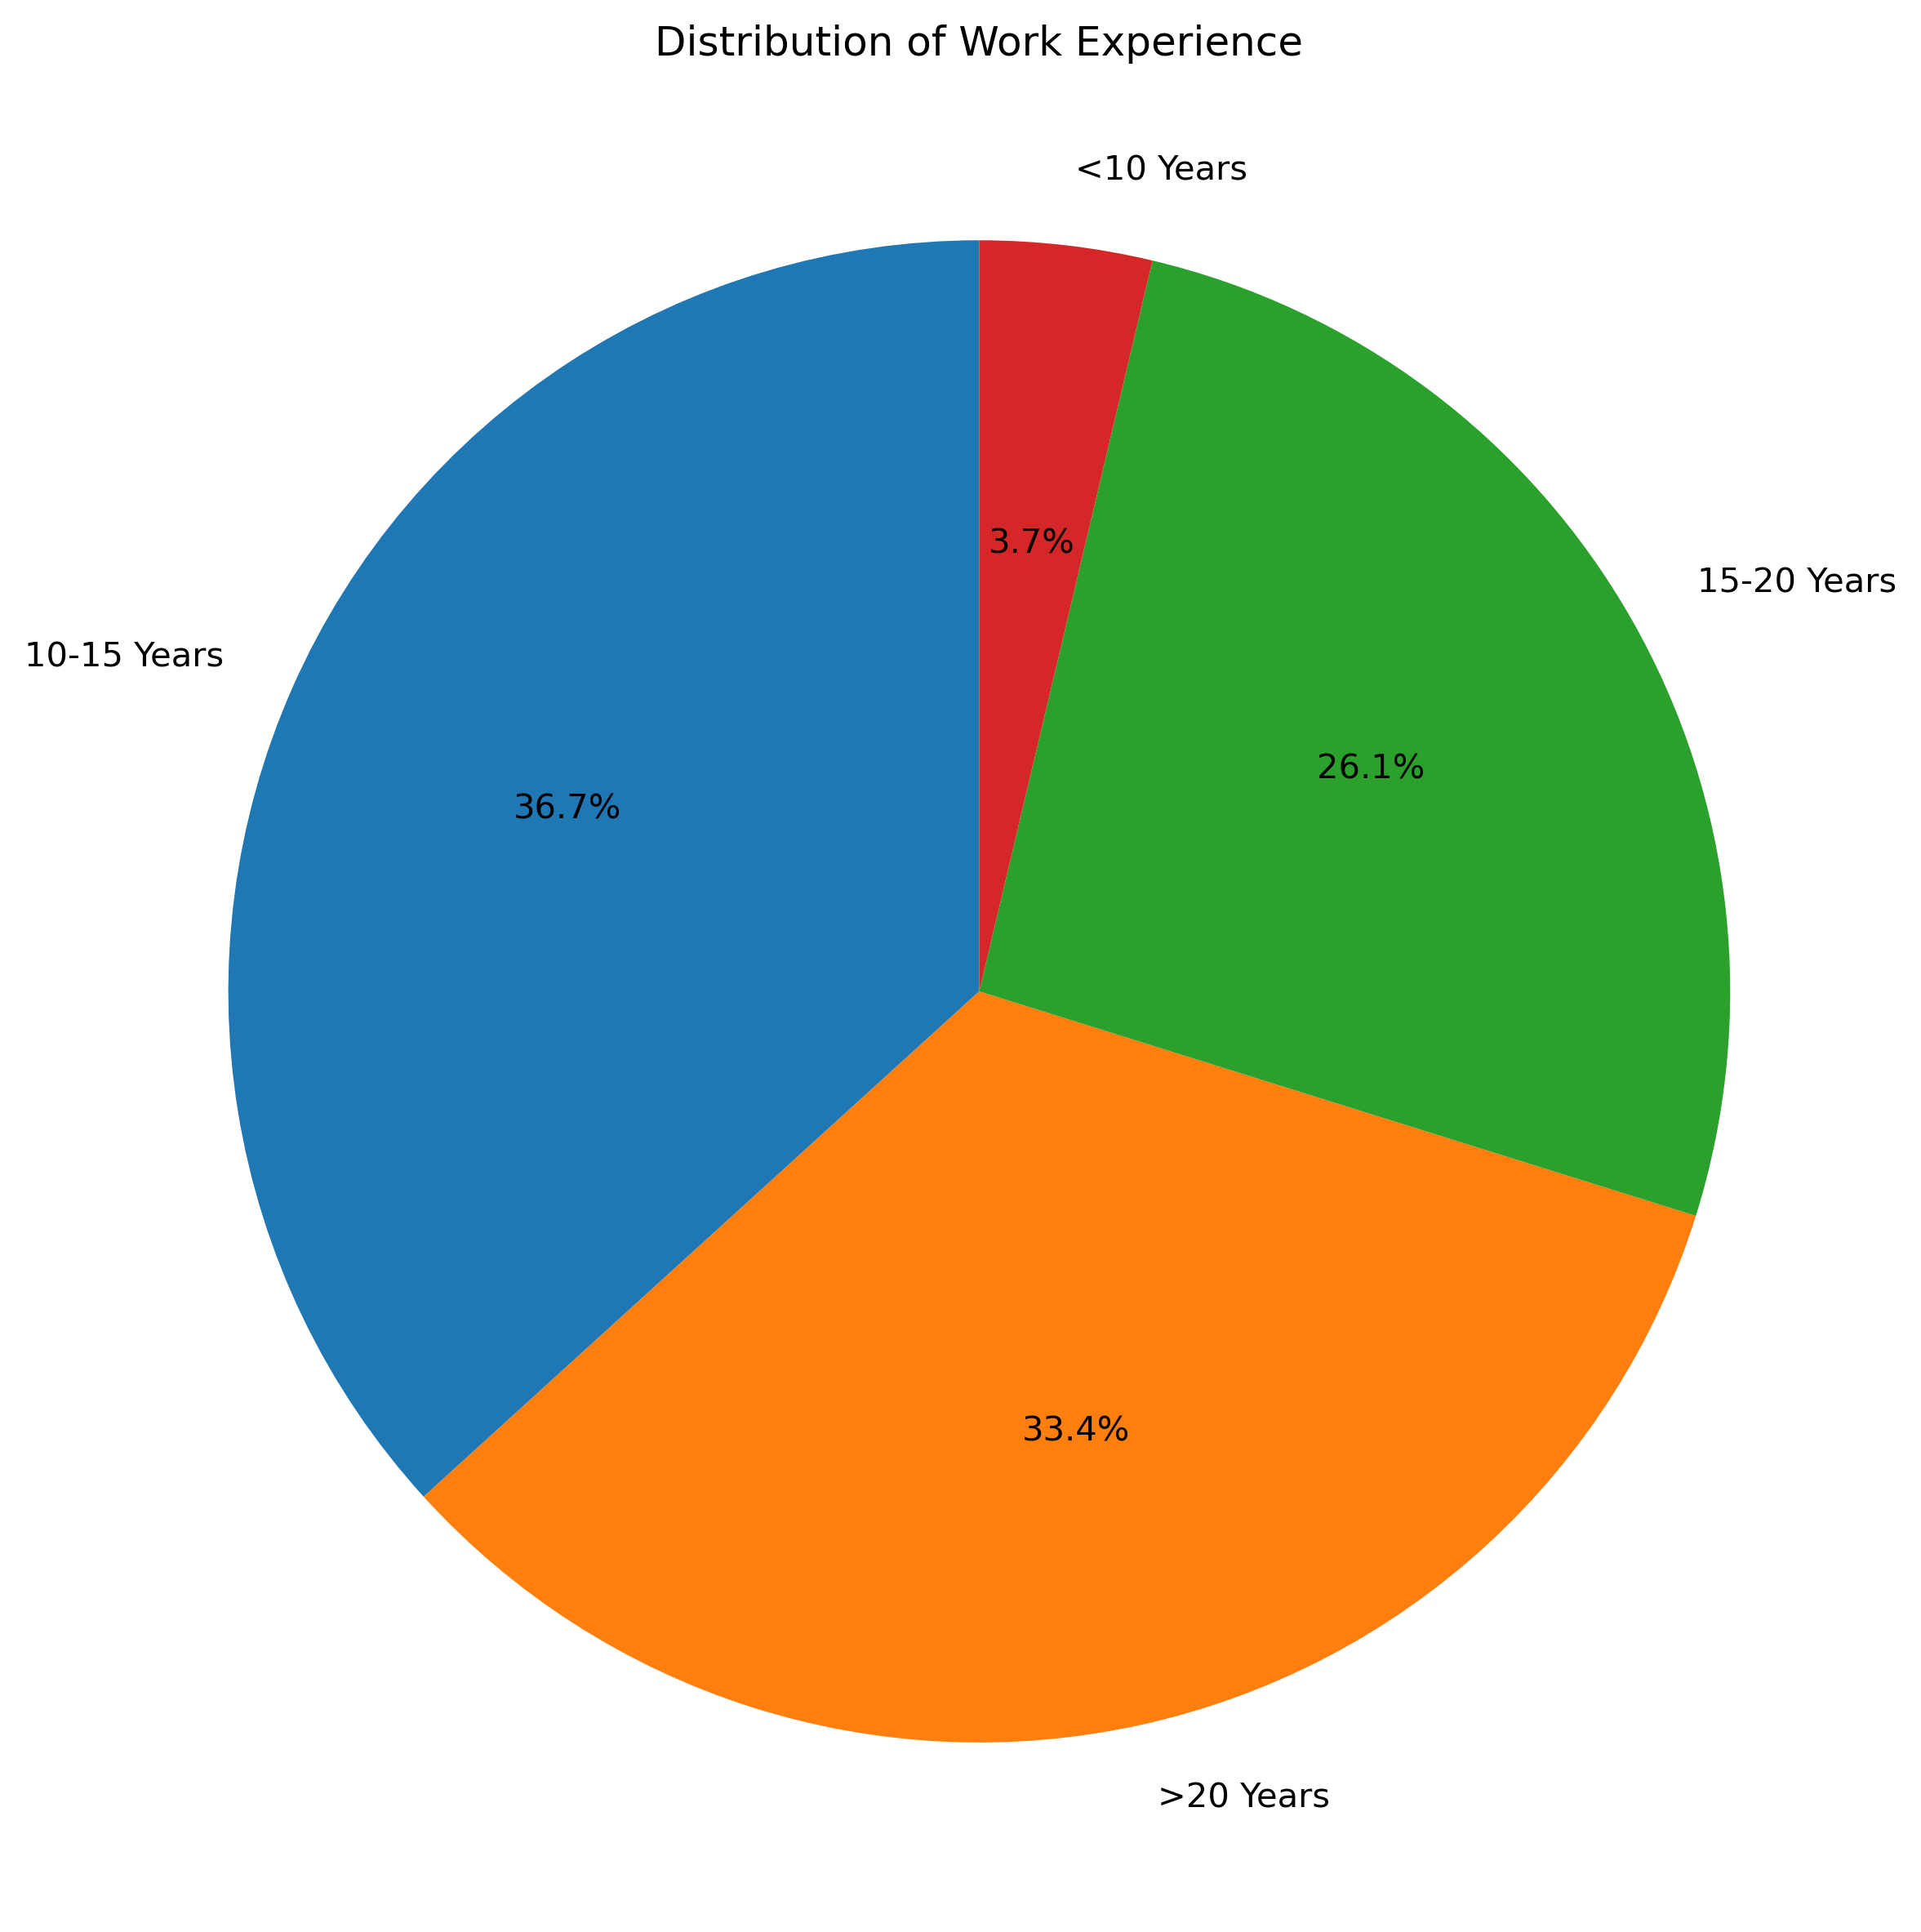 Distribution of Work Experience
<10 Years
3.7%
15-20 Years
10-15 Years
26.1%
36.7%
33.4%
>20 Years